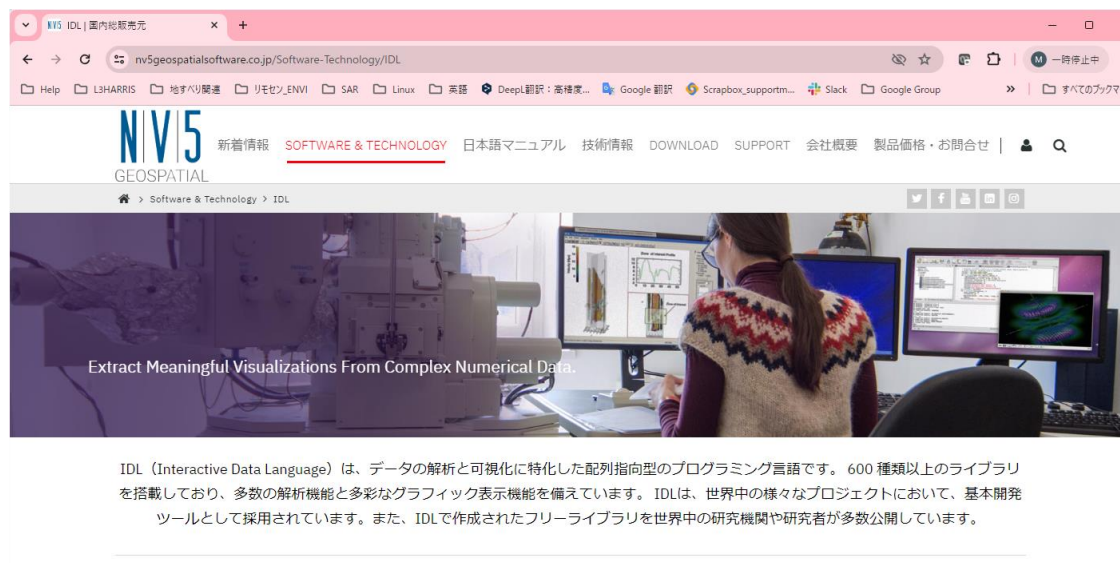 NV5 IDL | 国内総販売元
nv5geospatialsoftware.co.jp/Software-Technology/IDL
M 一時停止中
Help L3HARRIS 地すべり関連 リモセン_ENVI SAR Linux 英語 DeepL翻訳：高精度... Google 翻訳 Scrapbox_supportm... Slack Google Group » すべてのブックマ
N|V|5
GEOSPATIAL
新着情報 SOFTWARE & TECHNOLOGY 日本語マニュアル 技術情報 DOWNLOAD SUPPORT 会社概要 製品価格・お問合せ |
> Software & Technology > IDL
Extract Meaningful Visualizations From Complex Numerical Data.
IDL（Interactive Data Language）は、データの解析と可視化に特化した配列指向型のプログラミング言語です。 600 種類以上のライブラリ
を搭載しており、多数の解析機能と多彩なグラフィック表示機能を備えています。 IDLは、世界中の様々なプロジェクトにおいて、基本開発
ツールとして採用されています。また、IDLで作成されたフリーライブラリを世界中の研究機関や研究者が多数公開しています。